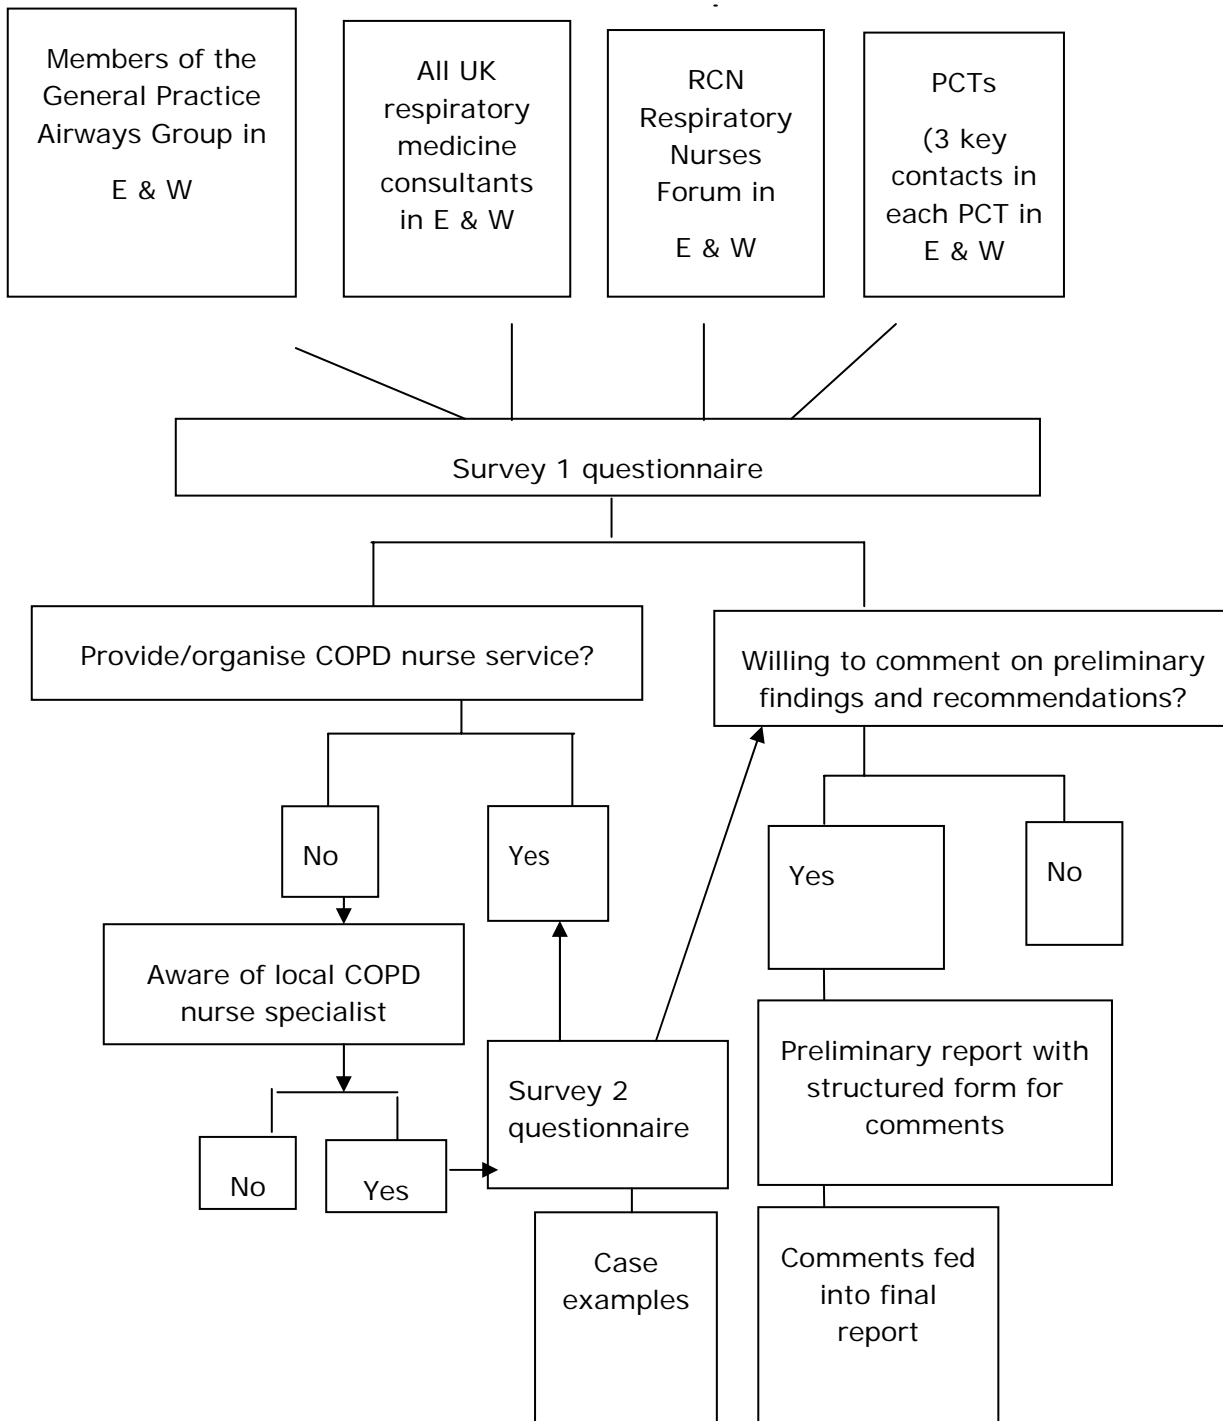 Members of the
General Practice
Airways Group in
E & W
All UK
respiratory
medicine
consultants
in E & W
RCN
Respiratory
Nurses
Forum in
E & W
PCTs
(3 key
contacts in
each PCT in
E & W
Survey 1 questionnaire
Provide/organise COPD nurse service?
Willing to comment on preliminary
findings and recommendations?
No
Yes
Yes
No
Aware of local COPD
nurse specialist
Survey 2
questionnaire
Preliminary report with
structured form for
comments
No
Yes
Case
examples
Comments fed
into final
report